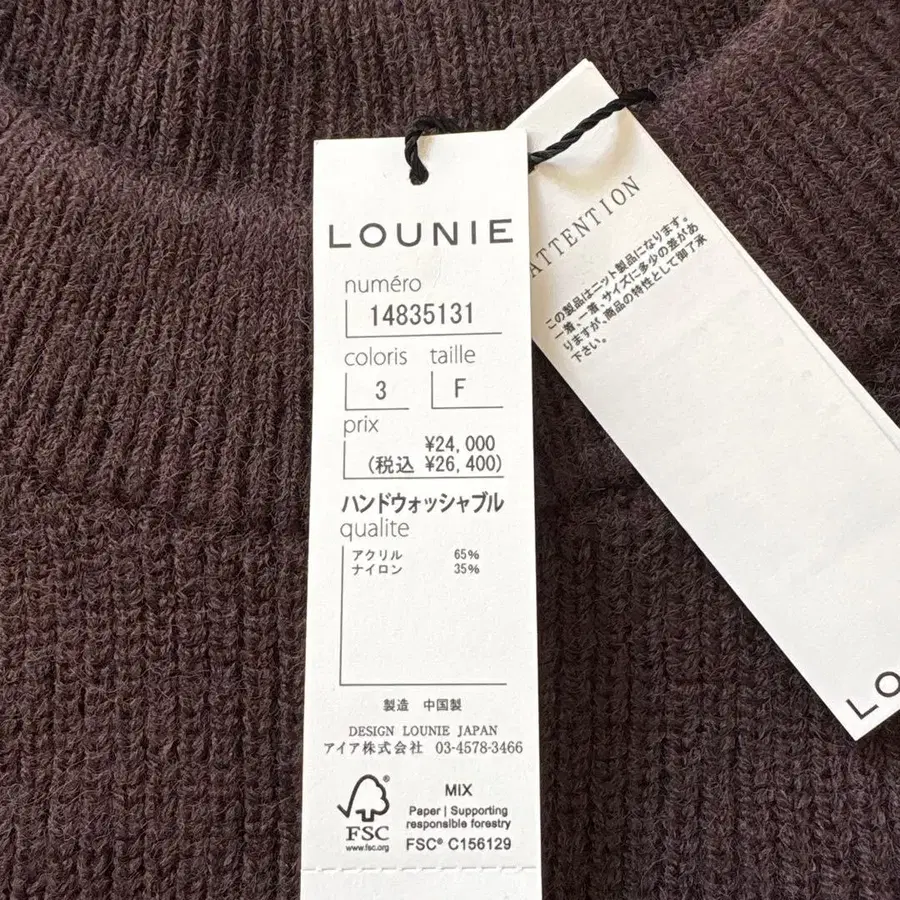 LOUNIE
numéro
14835131
coloris taille
3 F
prix
¥24,000
(税込 ¥26,400)
ハンドウォッシャブル
qualite
アクリル 65%
ナイロン 35%
製造 中国製
DESIGN LOUNIE JAPAN
アイア株式会社 03-4578-3466
FSC
www.fsc.org
MIX
Paper | Supporting
responsible forestry
FSC® C156129
ATTENTION
この製品はニット製品になります。
一着、一着、サイズに多少の差があ
りますが、商品の特性として御了承
下さい。
LO